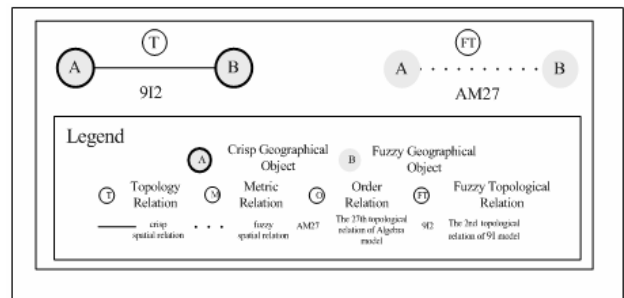 T FT
A B A B
9I2 AM27
Legend
A Crisp Geographical B Fuzzy Geographical
Object Object
T Topology M Metric O Order FT Fuzzy Topological
Relation Relation Relation Relation
crisp fuzzy AM27 The 27th topological 9I2 The 2nd topological
spatial relation spatial relation relation of Algebra relation of 9I model
model